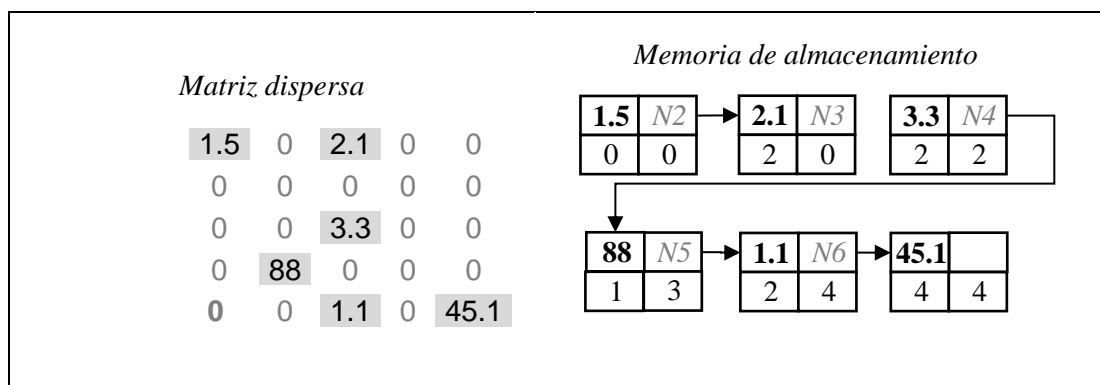 Matriz dispersa
1.5 0 2.1 0 0
0 0 0 0 0
0 0 3.3 0 0
0 88 0 0 0
0 0 1.1 0 45.1
Memoria de almacenamiento
1.5 N2 2.1 N3 3.3 N4
0 0 2 0 2 2
88 N5 1.1 N6 45.1
1 3 2 4 4 4